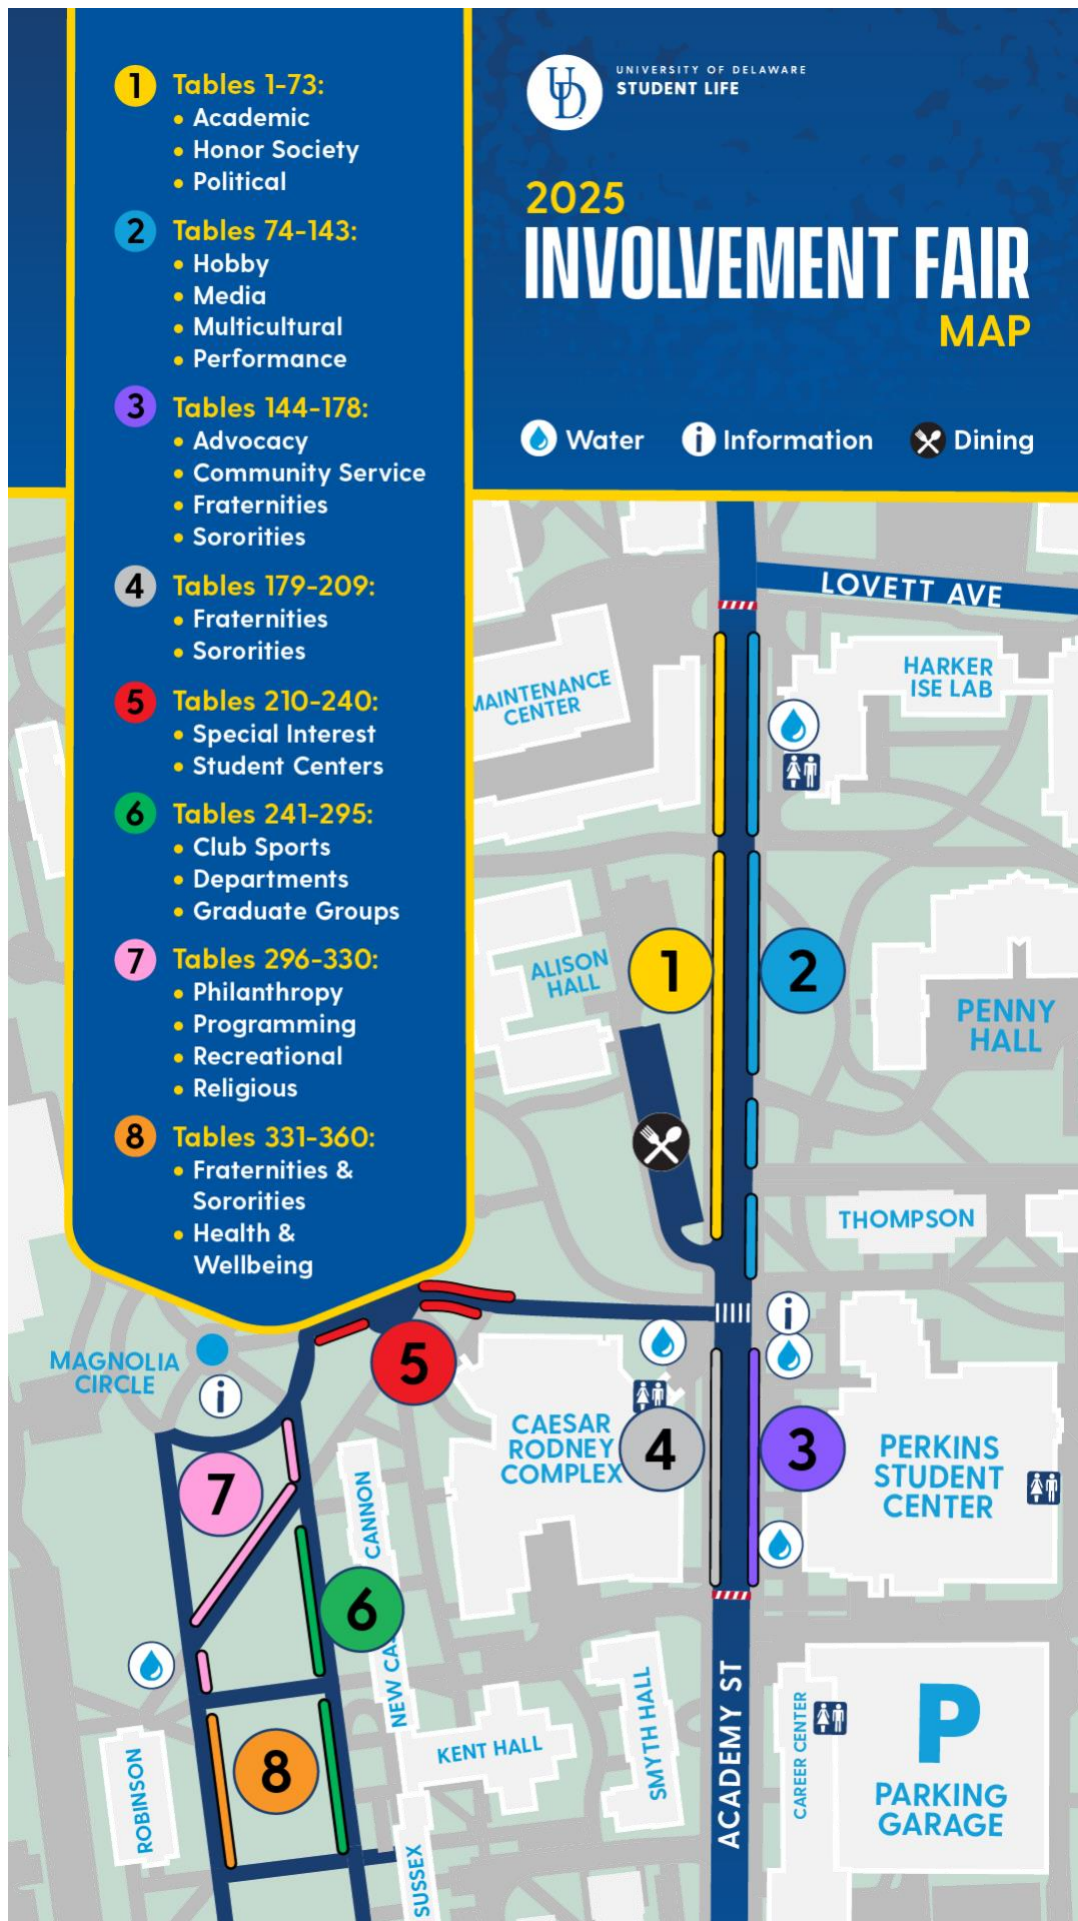 1 Tables 1-73:
• Academic
• Honor Society
• Political
2 Tables 74-143:
• Hobby
• Media
• Multicultural
• Performance
3 Tables 144-178:
• Advocacy
• Community Service
• Fraternities
• Sororities
4 Tables 179-209:
• Fraternities
• Sororities
5 Tables 210-240:
• Special Interest
• Student Centers
6 Tables 241-295:
• Club Sports
• Departments
• Graduate Groups
7 Tables 296-330:
• Philanthropy
• Programming
• Recreational
• Religious
8 Tables 331-360:
• Fraternities &
Sororities
• Health &
Wellbeing
UD
UNIVERSITY OF DELAWARE
STUDENT LIFE
2025
INVOLVEMENT FAIR
MAP
Water
i Information
Dining
LOVETT AVE
HARKER
ISE LAB
MAINTENANCE
CENTER
ALISON
HALL
1
2
PENNY
HALL
THOMPSON
i
MAGNOLIA
CIRCLE
i
5
CAESAR
RODNEY
COMPLEX
4
3
PERKINS
STUDENT
CENTER
7
CANNON
6
NEW CA
8
ROBINSON
KENT HALL
SMYTH HALL
SUSSEX
ACADEMY ST
CAREER CENTER
P
PARKING
GARAGE